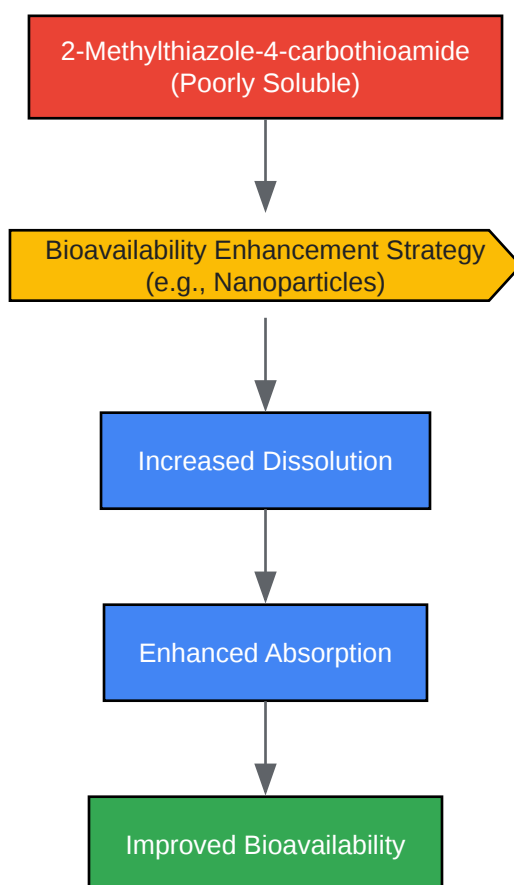 2-Methylthiazole-4-carbothioamide
(Poorly Soluble)
Bioavailability Enhancement Strategy
(e.g., Nanoparticles)
Increased Dissolution
Enhanced Absorption
Improved Bioavailability